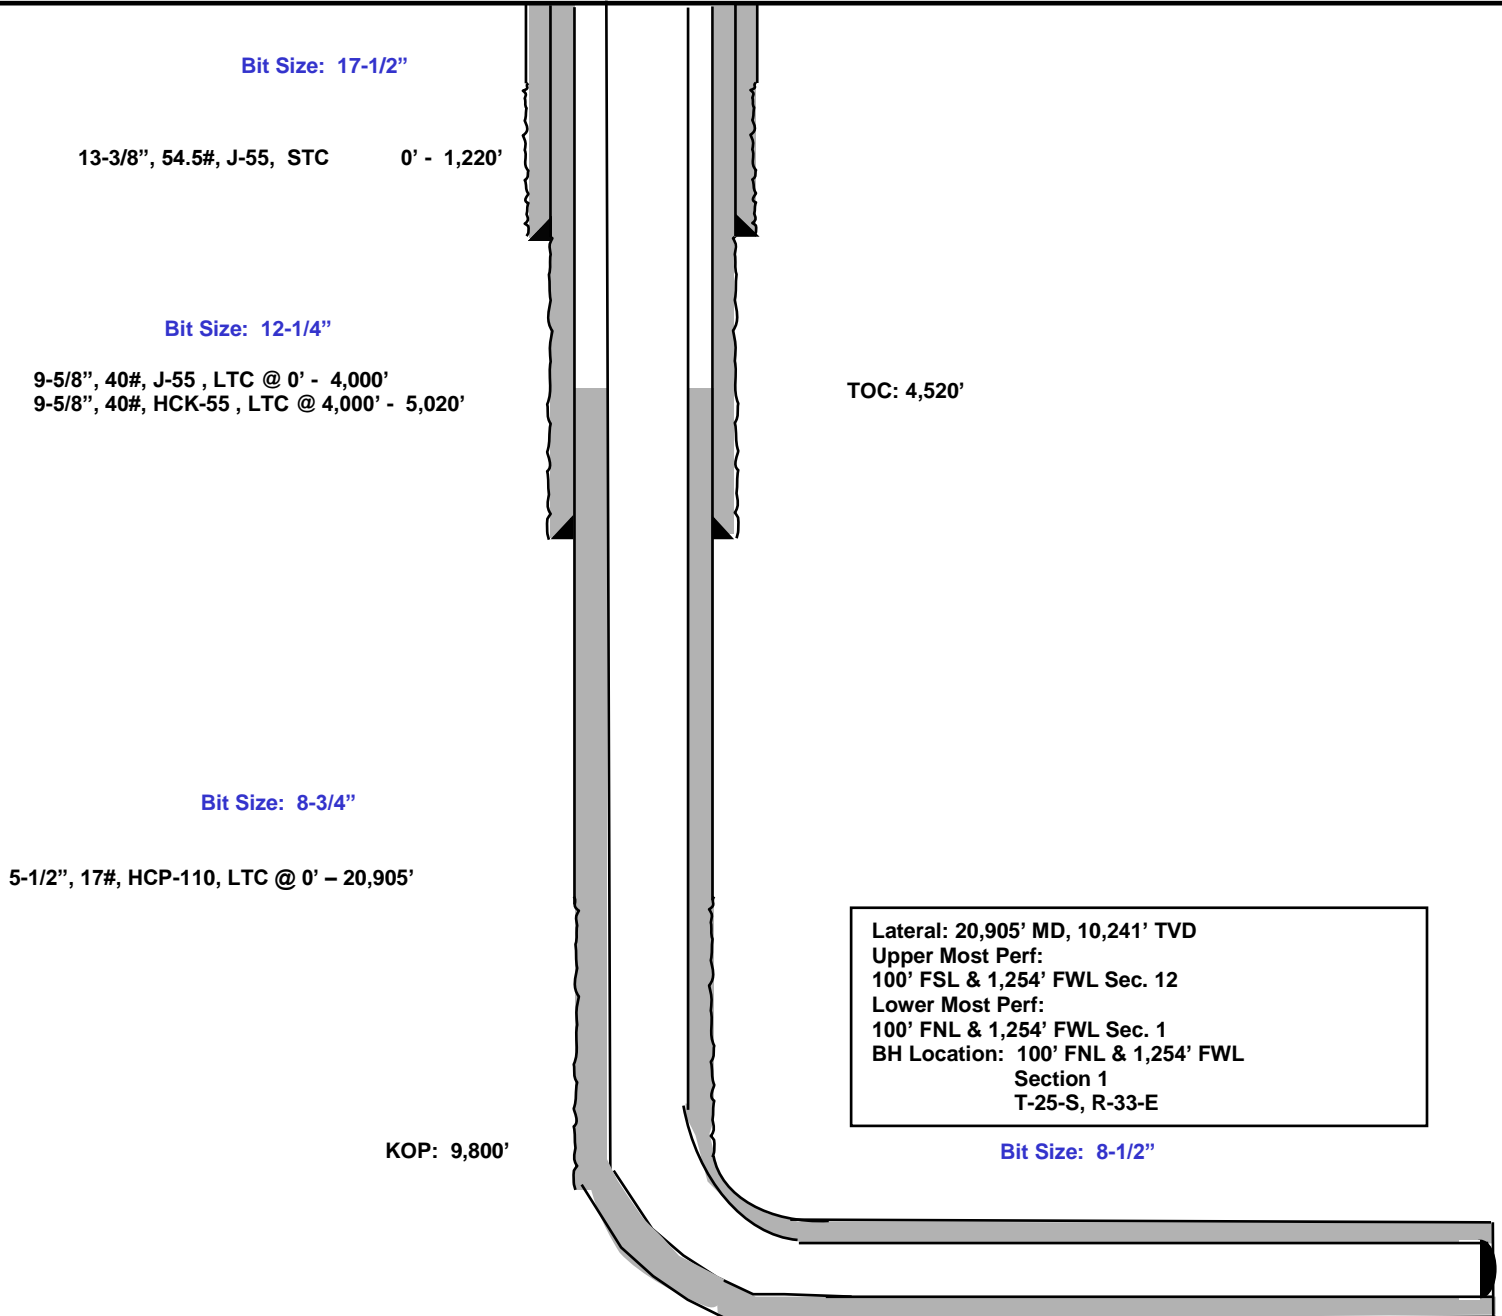 Bit Size: 17-1/2”
13-3/8”, 54.5#, J-55, STC 0’ - 1,220’
Bit Size: 12-1/4”
9-5/8”, 40#, J-55 , LTC @ 0’ - 4,000’
9-5/8”, 40#, HCK-55 , LTC @ 4,000’ - 5,020’
TOC: 4,520’
Bit Size: 8-3/4”
5-1/2”, 17#, HCP-110, LTC @ 0’ – 20,905’
Lateral: 20,905’ MD, 10,241’ TVD
Upper Most Perf:
100’ FSL & 1,254’ FWL Sec. 12
Lower Most Perf:
100’ FNL & 1,254’ FWL Sec. 1
BH Location: 100’ FNL & 1,254’ FWL
Section 1
T-25-S, R-33-E
KOP: 9,800’
Bit Size: 8-1/2”